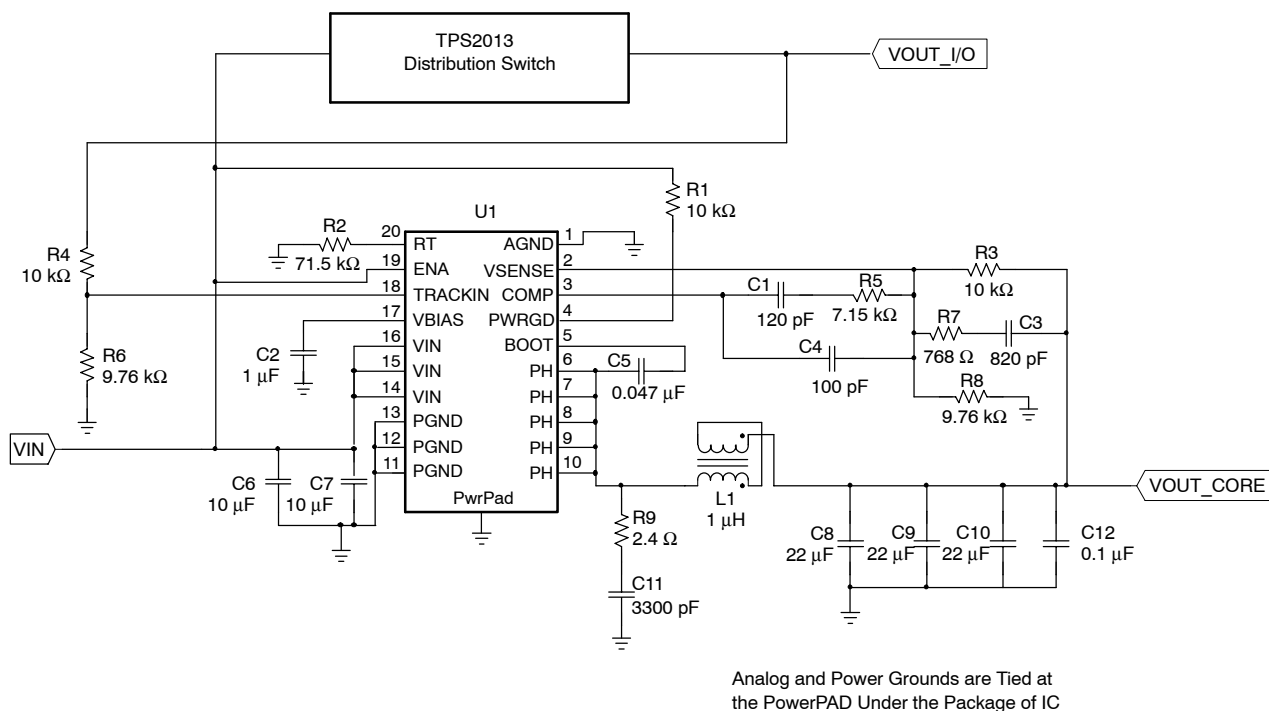 TPS2013
Distribution Switch
VOUT_I/O
R1
10 kΩ
U1
R2
71.5 kΩ
R4
10 kΩ
R6
9.76 kΩ
C2
1 μF
20
19
18
17
16
15
14
13
12
11
RT
ENA
TRACKIN
VBIAS
VIN
VIN
VIN
PGND
PGND
PGND
AGND
VSENSE
COMP
PWRGD
BOOT
PH
PH
PH
PH
PH
PwrPad
1
2
3
4
5
6
7
8
9
10
C5
0.047 μF
C1
120 pF
R5
7.15 kΩ
C4
100 pF
R3
10 kΩ
R7
768 Ω
C3
820 pF
R8
9.76 kΩ
VIN
C6
10 μF
C7
10 μF
R9
2.4 Ω
C11
3300 pF
L1
1 μH
VOUT_CORE
C8
22 μF
C9
22 μF
C10
22 μF
C12
0.1 μF
Analog and Power Grounds are Tied at
the PowerPAD Under the Package of IC